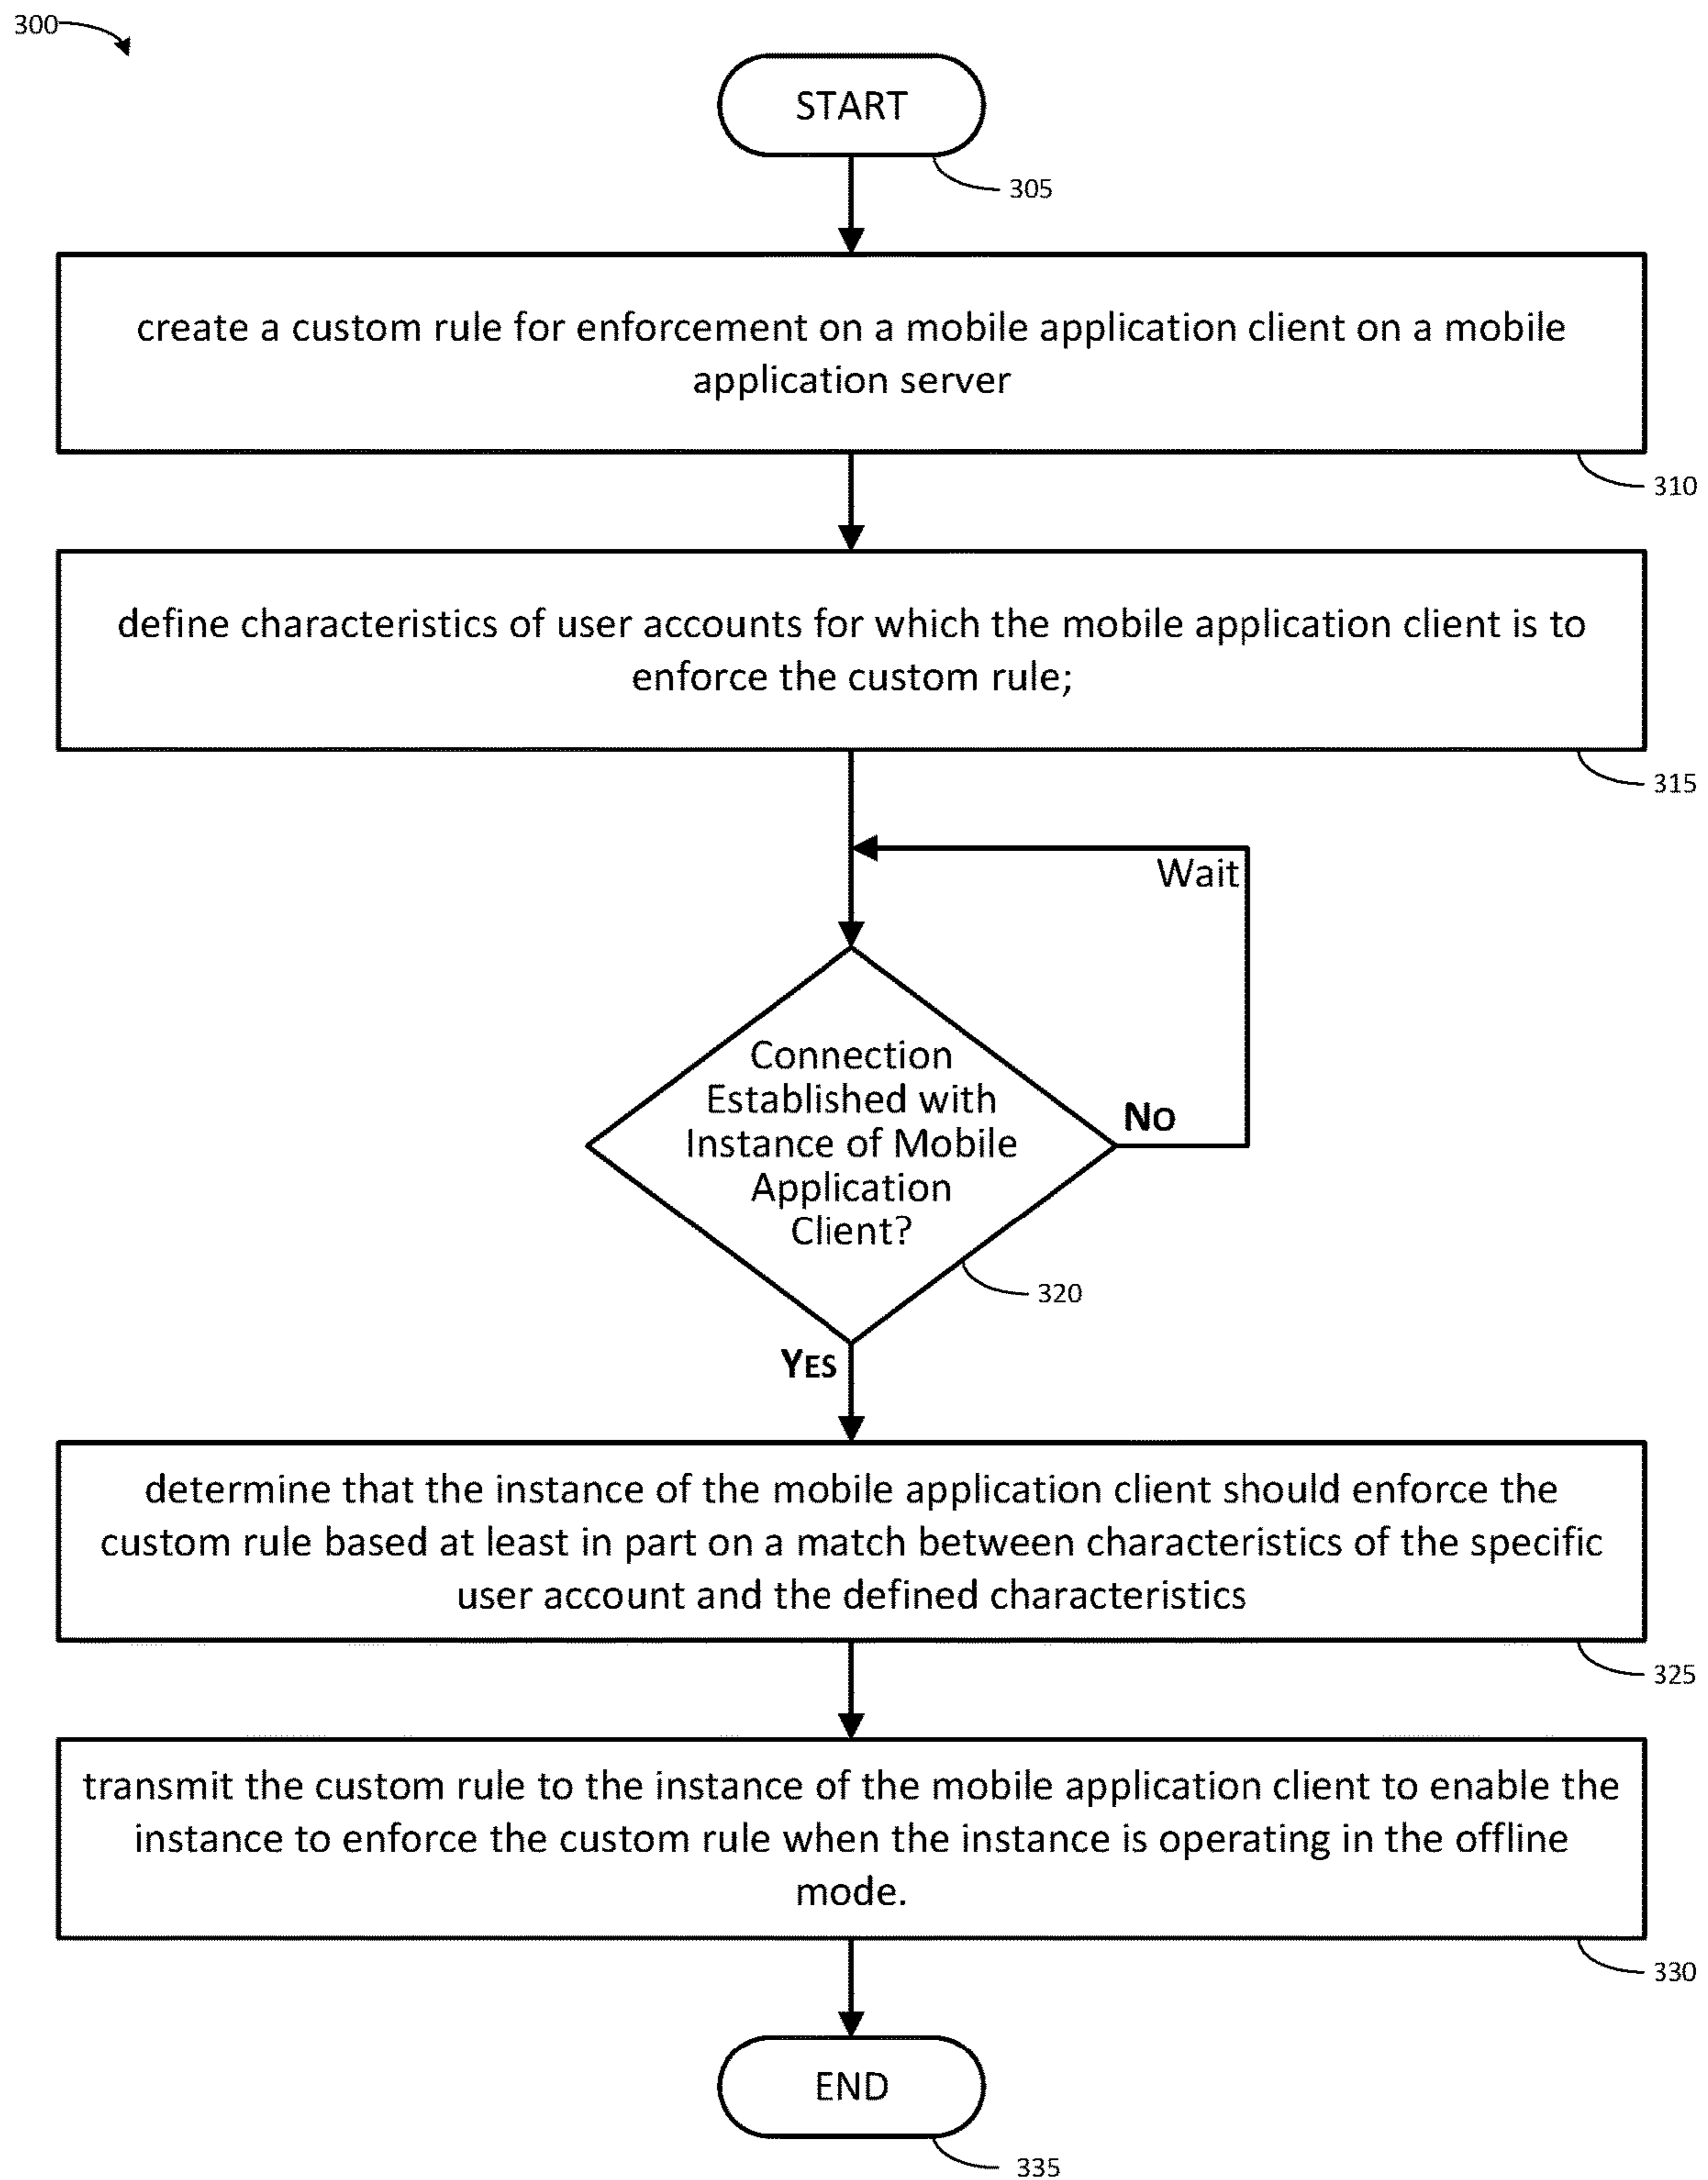 300
START
305
create a custom rule for enforcement on a mobile application client on a mobile
application server
310
define characteristics of user accounts for which the mobile application client is to
enforce the custom rule;
315
Wait
Connection
Established with
Instance of Mobile
Application
Client?
No
320
YES
determine that the instance of the mobile application client should enforce the
custom rule based at least in part on a match between characteristics of the specific
user account and the defined characteristics
325
transmit the custom rule to the instance of the mobile application client to enable the
instance to enforce the custom rule when the instance is operating in the offline
mode.
330
END
335